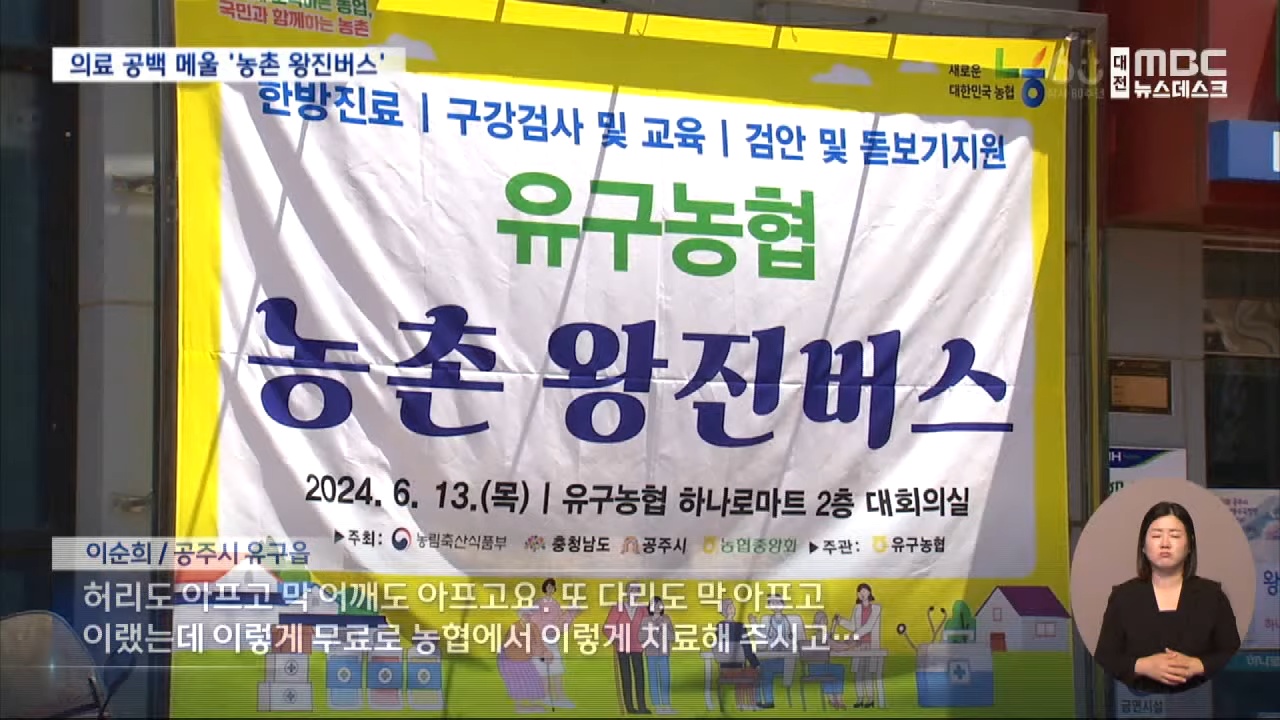 국민과 함께하는 농촌
의료 공백 메울 '농촌 왕진버스'
새로운
대한민국 농협
대전 MBC
뉴스데스크
한방진료 | 구강검사 및 교육 | 검안 및 돋보기지원
유구농협
농촌 왕진버스
2024. 6. 13.(목) | 유구농협 하나로마트 2층 대회의실
▶주최: 농림축산식품부 충청남도 공주시 농협중앙회 ▶주관: 유구농협
이순희 / 공주시 유구읍
허리도 아프고 막 어깨도 아프고요. 또 다리도 막 아프고
이랬는데 이렇게 무료로 농협에서 이렇게 치료해 주시고…
금연시설